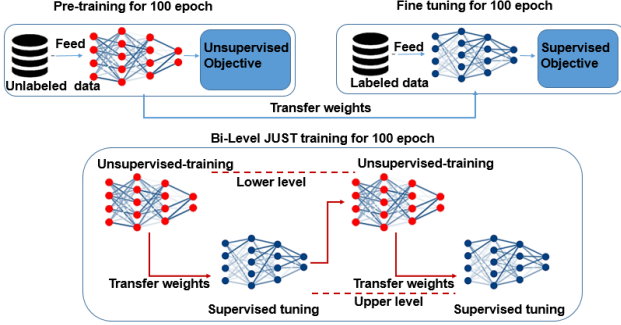 Pre-training for 100 epoch
Feed
Unlabeled data
Unsupervised
Objective
Fine tuning for 100 epoch
Feed
Labeled data
Supervised
Objective
Transfer weights
Bi-Level JUST training for 100 epoch
Unsupervised-training
Unsupervised-training
Lower level
Transfer weights
Transfer weights
Upper level
Supervised tuning
Supervised tuning